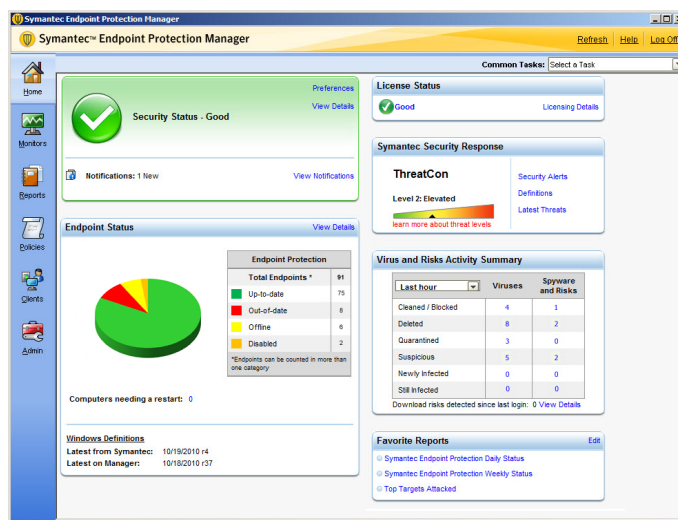 Symantec Endpoint Protection Manager
Symantec™ Endpoint Protection Manager
Refresh Help Log Off
Common Tasks: Select a Task
Home
Monitors
Reports
Policies
Clients
Admin
Preferences
View Details
Security Status - Good
Notifications: 1 New
View Notifications
Endpoint Status
View Details
Endpoint Protection
Total Endpoints * 91
Up-to-date 75
Out-of-date 8
Offline 6
Disabled 2
*Endpoints can be counted in more than
one category
Computers needing a restart: 0
Windows Definitions
Latest from Symantec: 10/19/2010 r4
Latest on Manager: 10/18/2010 r37
License Status
Good
Licensing Details
Symantec Security Response
ThreatCon
Level 2: Elevated
learn more about threat levels
Security Alerts
Definitions
Latest Threats
Virus and Risks Activity Summary
Last hour Viruses Spyware
and Risks
Cleaned / Blocked 4 1
Deleted 8 2
Quarantined 3 0
Suspicious 5 2
Newly Infected 0 0
Still Infected 0 0
Download risks detected since last login: 0 View Details
Favorite Reports
Edit
Symantec Endpoint Protection Daily Status
Symantec Endpoint Protection Weekly Status
Top Targets Attacked